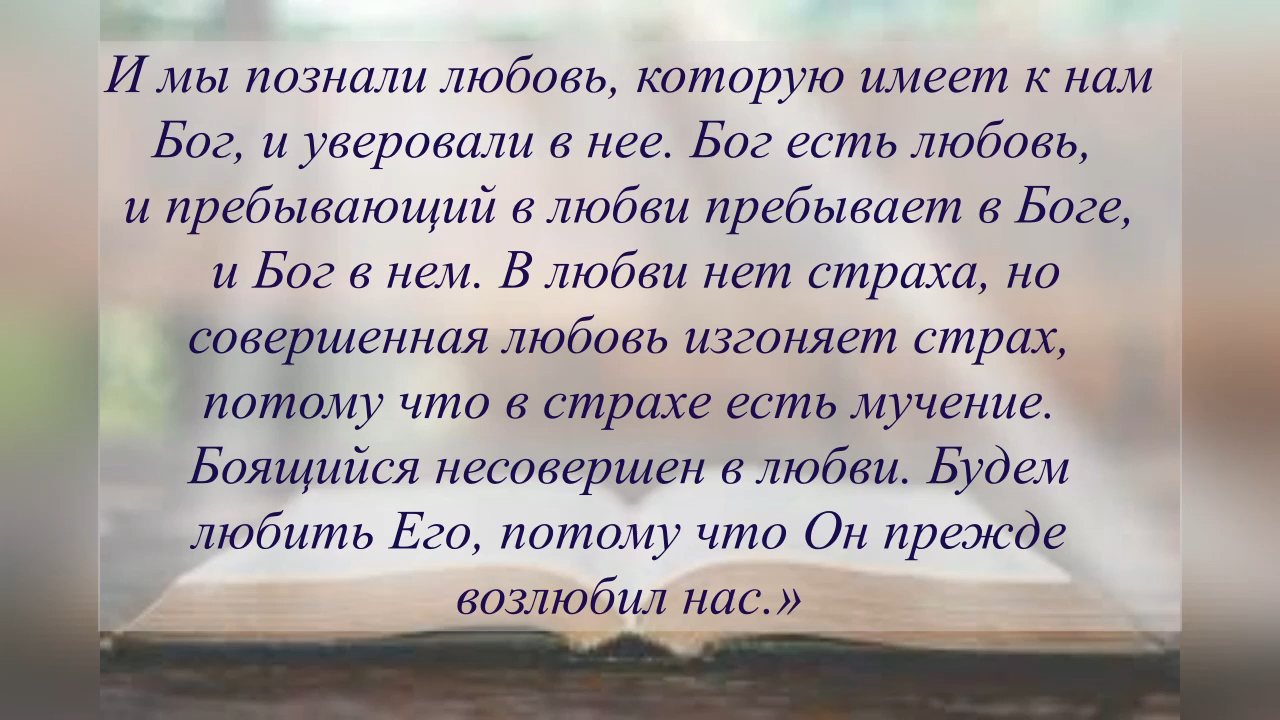 И мы познали любовь, которую имеет к нам
Бог, и уверовали в нее. Бог есть любовь,
и пребывающий в любви пребывает в Боге,
и Бог в нем. В любви нет страха, но
совершенная любовь изгоняет страх,
потому что в страхе есть мучение.
Боящийся несовершен в любви. Будем
любить Его, потому что Он прежде
возлюбил нас.»